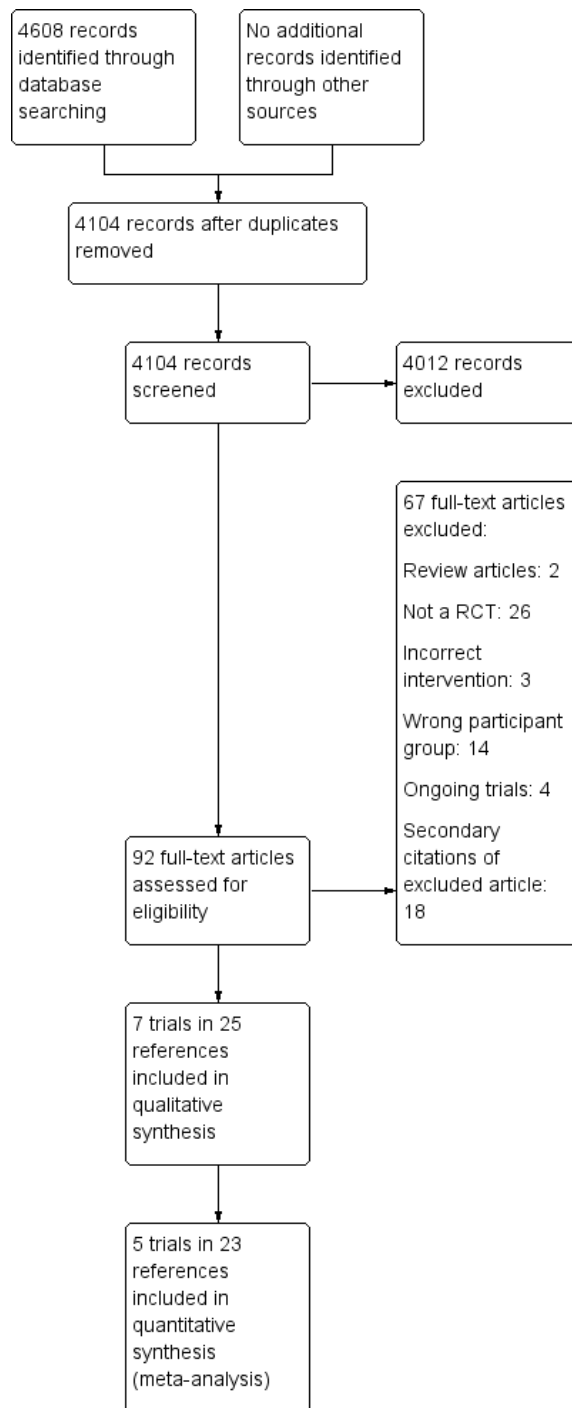 4608 records
identified through
database
searching
No additional
records identified
through other
sources
4104 records after duplicates
removed
4104 records
screened
4012 records
excluded
67 full-text articles
excluded:
Review articles: 2
Not a RCT: 26
Incorrect
intervention: 3
Wrong participant
group: 14
Ongoing trials: 4
Secondary
citations of
excluded article:
18
92 full-text articles
assessed for
eligibility
7 trials in 25
references
included in
qualitative
synthesis
5 trials in 23
references
included in
quantitative
synthesis
(meta-analysis)